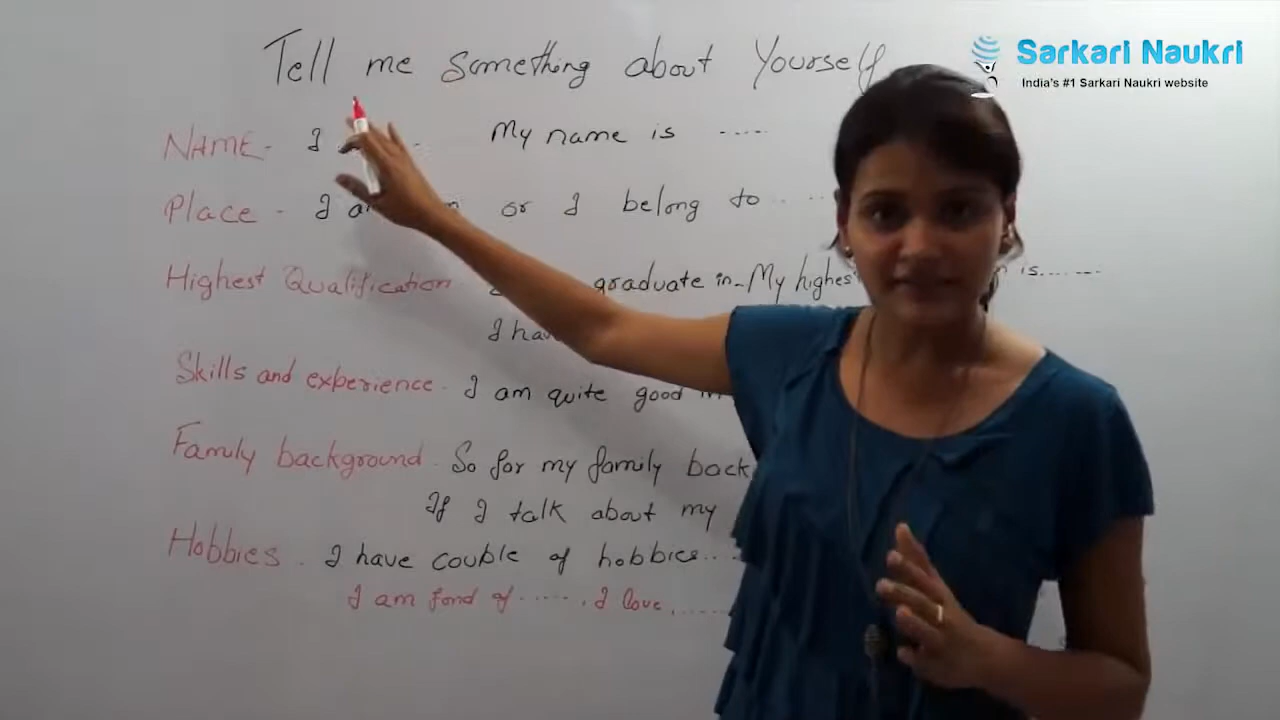 Tell me something about Yourself
Sarkari Naukri
India's #1 Sarkari Naukri website
NAME - I My name is .....
Place - I or I belong to .. ..
Highest Qualification graduate in - My highes is........
I hav
Skills and experience - I am quite good in
Family background - So for my family back
If I talk about my
Hobbies - I have couble of hobbies...
I am fond of ......, I love ......